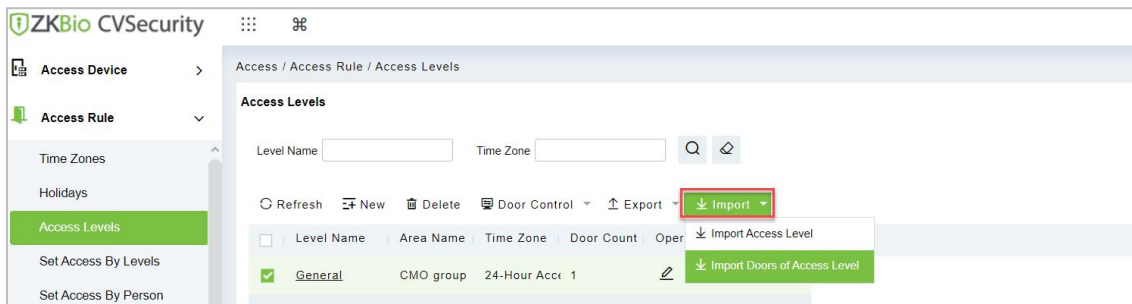 ZKBio CVSecurity
Access Device
Access / Access Rule / Access Levels
Access Rule
Access Levels
Time Zones
Level Name
Time Zone
Holidays
Refresh New Delete Door Control Export Import
Access Levels
Level Name Area Name Time Zone Door Count Oper
Import Access Level
Set Access By Levels
General CMO group 24-Hour Acce 1
Import Doors of Access Level
Set Access By Person